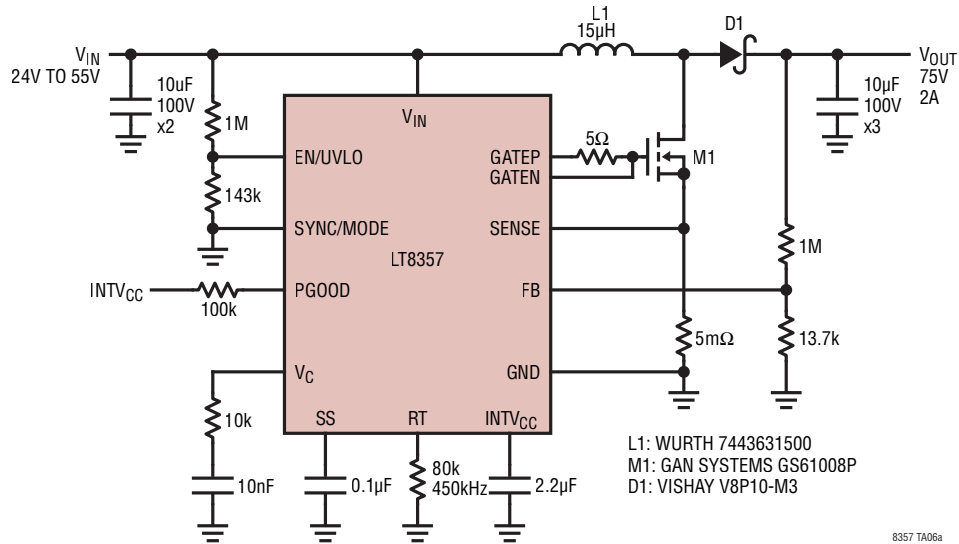 L1
15µH
D1
VIN
24V TO 55V
VOUT
75V
2A
10uF
100V
x2
10µF
100V
x3
1M
VIN
5Ω
EN/UVLO
GATEP
GATEN
M1
143k
SYNC/MODE
SENSE
LT8357
1M
INTVCC
PGOOD
FB
100k
5mΩ
13.7k
VC
GND
10k
SS
RT
INTVCC
10nF
0.1µF
80k
450kHz
2.2µF
L1: WURTH 7443631500
M1: GAN SYSTEMS GS61008P
D1: VISHAY V8P10-M3
8357 TA06a